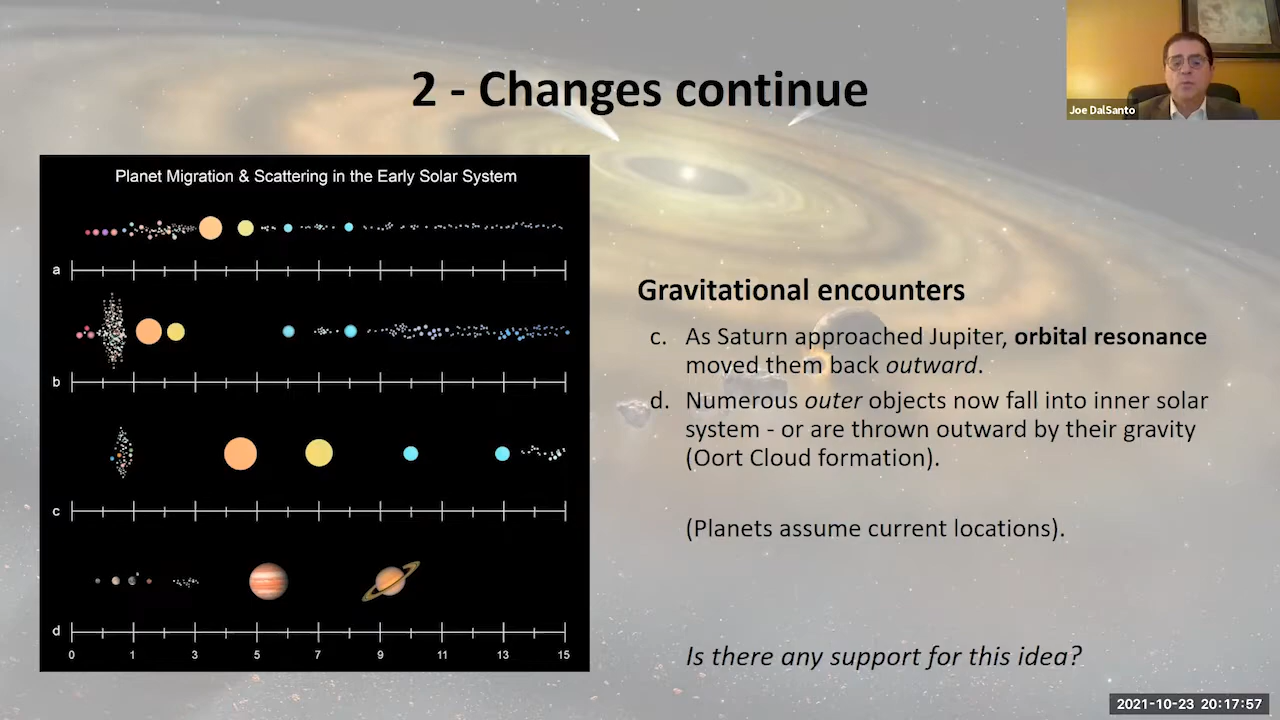 2 - Changes continue
Joe DalSanto
Planet Migration & Scattering in the Early Solar System
a
b
c
d
0 1 3 5 7 9 11 13 15
Gravitational encounters
c. As Saturn approached Jupiter, orbital resonance
moved them back outward.
d. Numerous outer objects now fall into inner solar
system - or are thrown outward by their gravity
(Oort Cloud formation).
(Planets assume current locations).
Is there any support for this idea?
2021-10-23 20:17:57